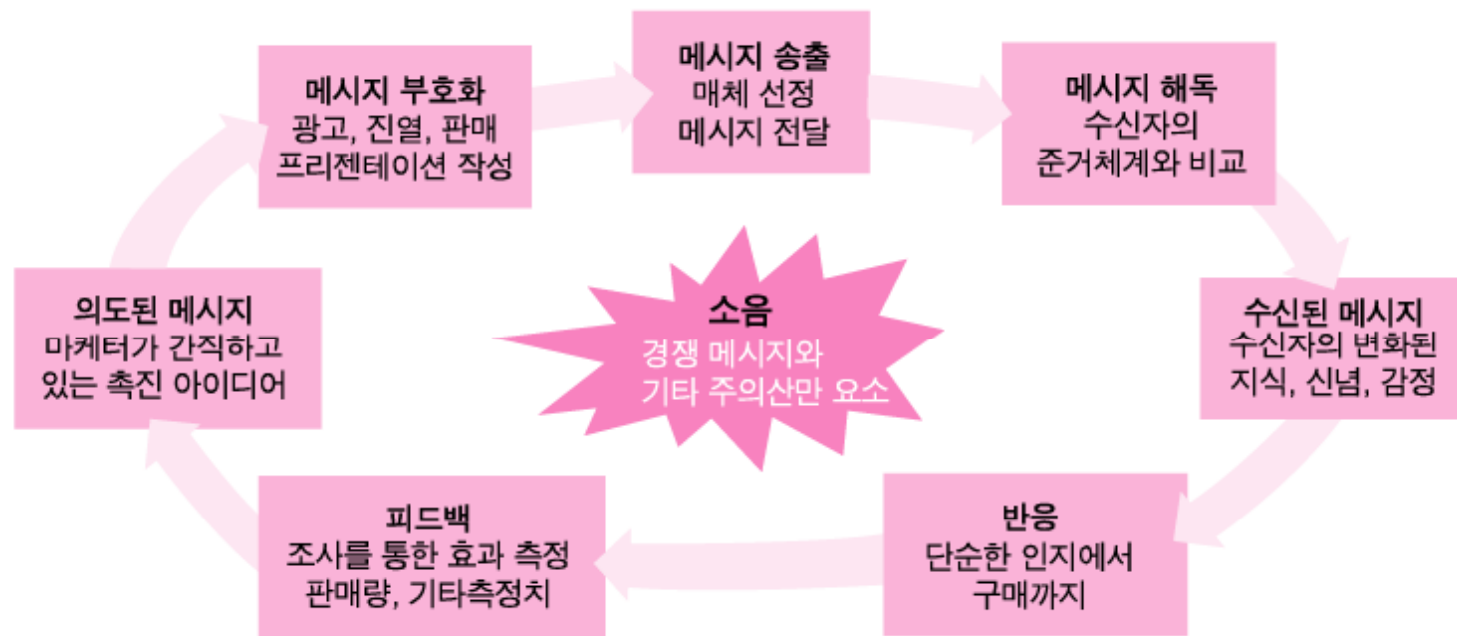 메시지 송출
매체 선정
메시지 전달
메시지 부호화
광고, 진열, 판매
프리젠테이션 작성
메시지 해독
수신자의
준거체계와 비교
의도된 메시지
마케터가 간직하고
있는 촉진 아이디어
소음
경쟁 메시지와
기타 주의산만 요소
수신된 메시지
수신자의 변화된
지식, 신념, 감정
피드백
조사를 통한 효과 측정
판매량, 기타측정치
반응
단순한 인지에서
구매까지